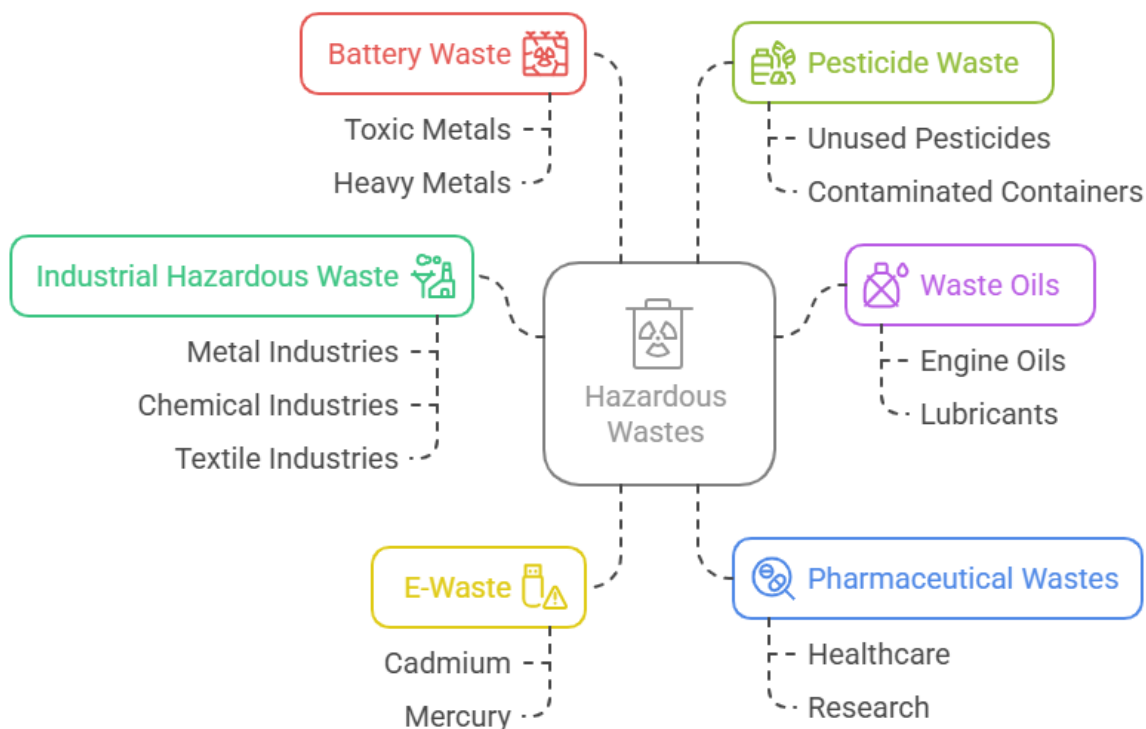 Battery Waste
Toxic Metals
Heavy Metals
Pesticide Waste
Unused Pesticides
Contaminated Containers
Industrial Hazardous Waste
Metal Industries
Chemical Industries
Textile Industries
Hazardous
Wastes
Waste Oils
Engine Oils
Lubricants
E-Waste
Cadmium
Mercury
Pharmaceutical Wastes
Healthcare
Research